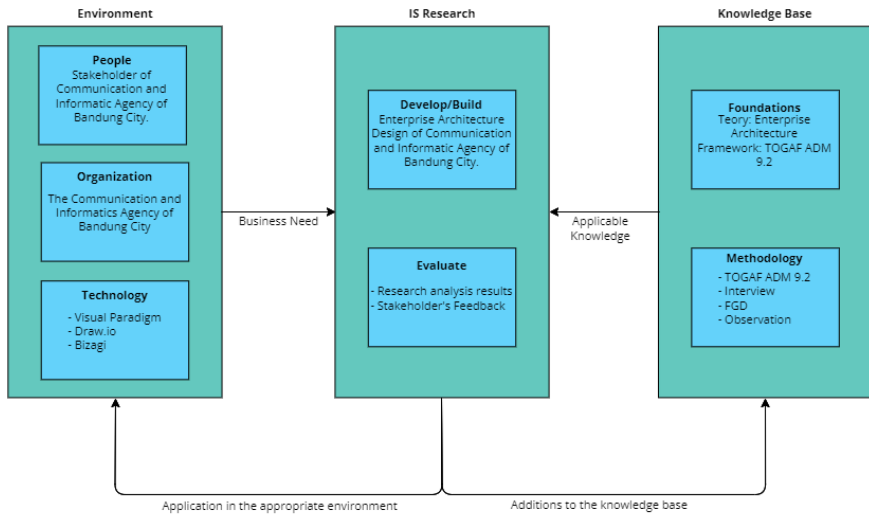 Environment
People
Stakeholder of
Communication and
Informatic Agency of
Bandung City.
Organization
The Communication and
Informatics Agency of
Bandung City
Technology
- Visual Paradigm
- Draw.io
- Bizagi
Business Need
IS Research
Develop/Build
Enterprise Architecture
Design of Communication
and Informatic Agency of
Bandung City.
Evaluate
- Research analysis results
- Stakeholder's Feedback
Applicable
Knowledge
Knowledge Base
Foundations
Teory: Enterprise
Architecture
Framework: TOGAF ADM
9.2
Methodology
- TOGAF ADM 9.2
- Interview
- FGD
- Observation
Application in the appropriate environment
Additions to the knowledge base